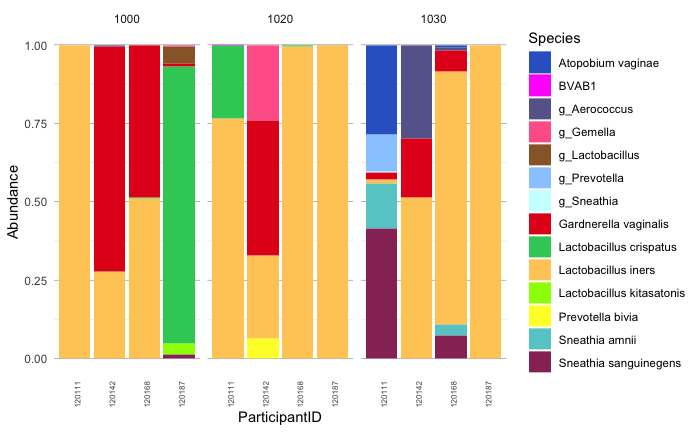 1000 1020 1030
Species
Atopobium vaginae
BVAB1
g_Aerococcus
g_Gemella
g_Lactobacillus
g_Prevotella
g_Sneathia
Gardnerella vaginalis
Lactobacillus crispatus
Lactobacillus iners
Lactobacillus kitasatonis
Prevotella bivia
Sneathia amnii
Sneathia sanguinegens
Abundance
1.00
0.75
0.50
0.25
0.00
120111 120142 120168 120187 120111 120142 120168 120187 120111 120142 120168 120187
ParticipantID